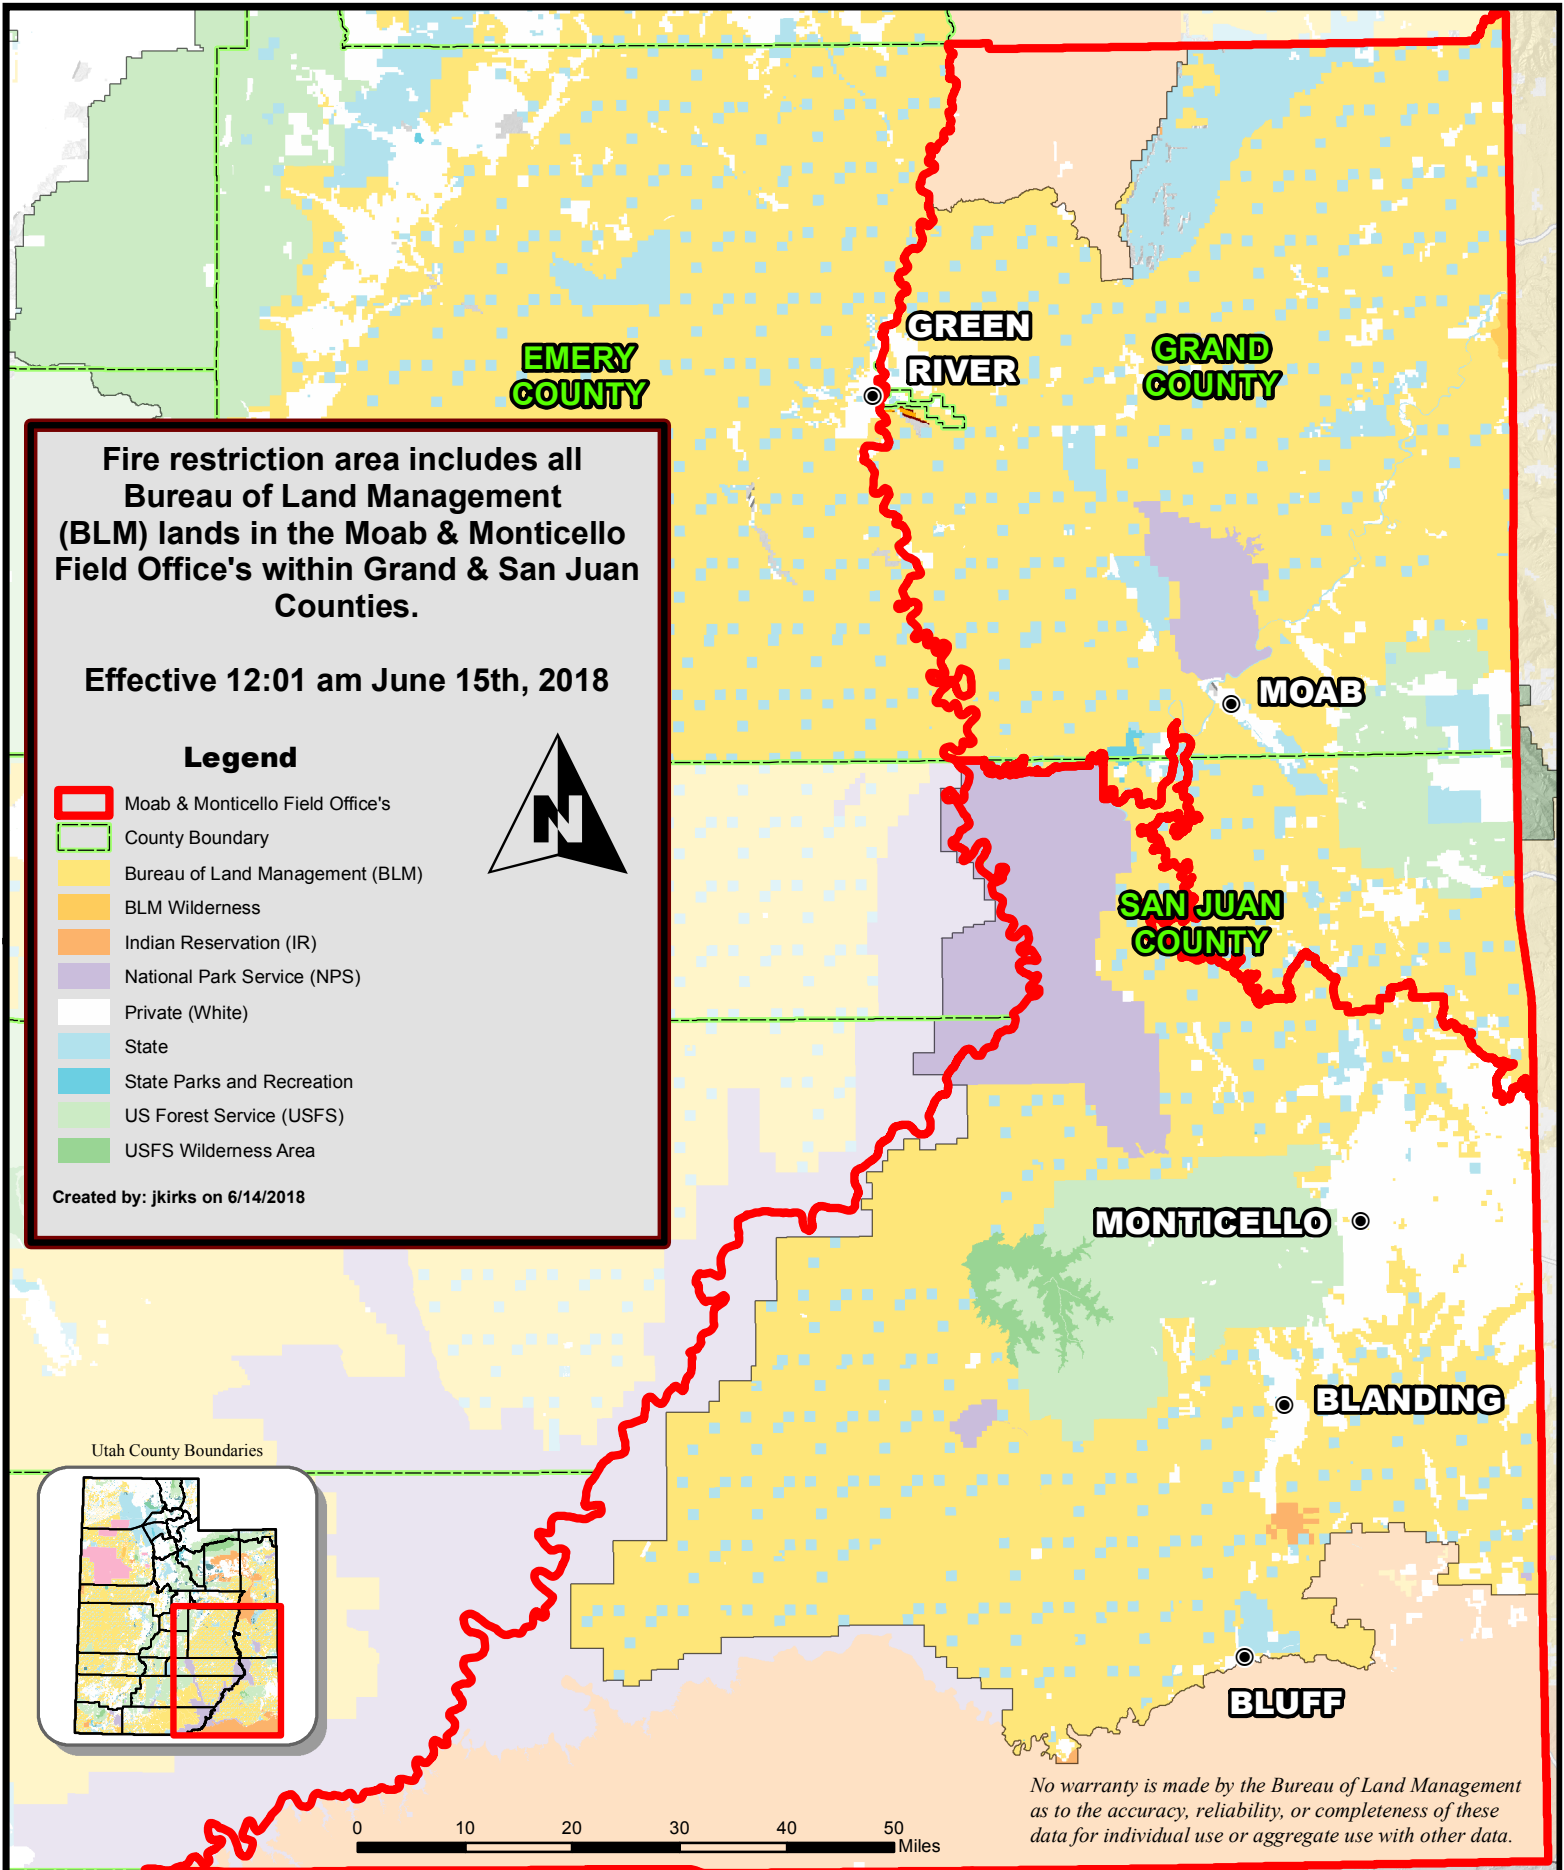 GREEN
RIVER
EMERY
COUNTY
GRAND
COUNTY
Fire restriction area includes all
Bureau of Land Management
(BLM) lands in the Moab & Monticello
Field Office's within Grand & San Juan
Counties.
Effective 12:01 am June 15th, 2018
Legend
N
Moab & Monticello Field Office's
County Boundary
Bureau of Land Management (BLM)
BLM Wilderness
Indian Reservation (IR)
National Park Service (NPS)
Private (White)
State
State Parks and Recreation
US Forest Service (USFS)
USFS Wilderness Area
Created by: jkirks on 6/14/2018
MOAB
SAN JUAN
COUNTY
MONTICELLO
BLANDING
BLUFF
Utah County Boundaries
0 10 20 30 40 50
Miles
No warranty is made by the Bureau of Land Management
as to the accuracy, reliability, or completeness of these
data for individual use or aggregate use with other data.